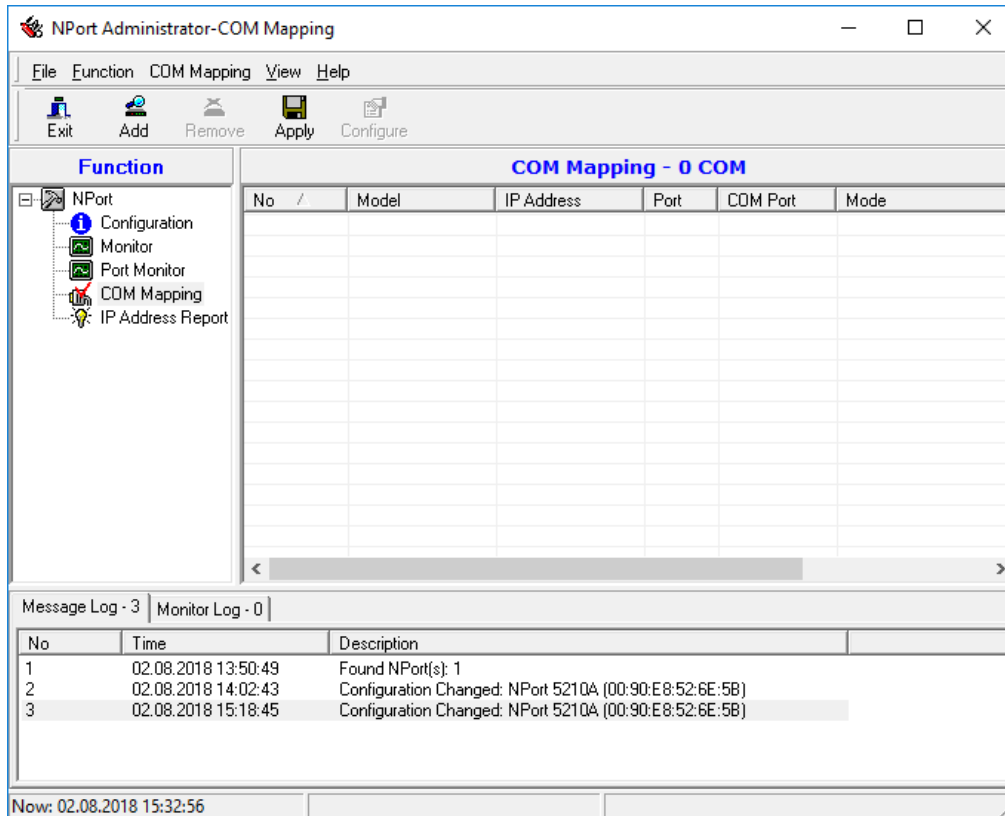 NPort Administrator-COM Mapping
File Function COM Mapping View Help
Exit Add Remove Apply Configure
Function
COM Mapping - 0 COM
NPort
Configuration
Monitor
Port Monitor
COM Mapping
IP Address Report
No Model IP Address Port COM Port Mode
Message Log - 3 Monitor Log - 0
No Time Description
1 02.08.2018 13:50:49 Found NPort(s): 1
2 02.08.2018 14:02:43 Configuration Changed: NPort 5210A (00:90:E8:52:6E:5B)
3 02.08.2018 15:18:45 Configuration Changed: NPort 5210A (00:90:E8:52:6E:5B)
Now: 02.08.2018 15:32:56